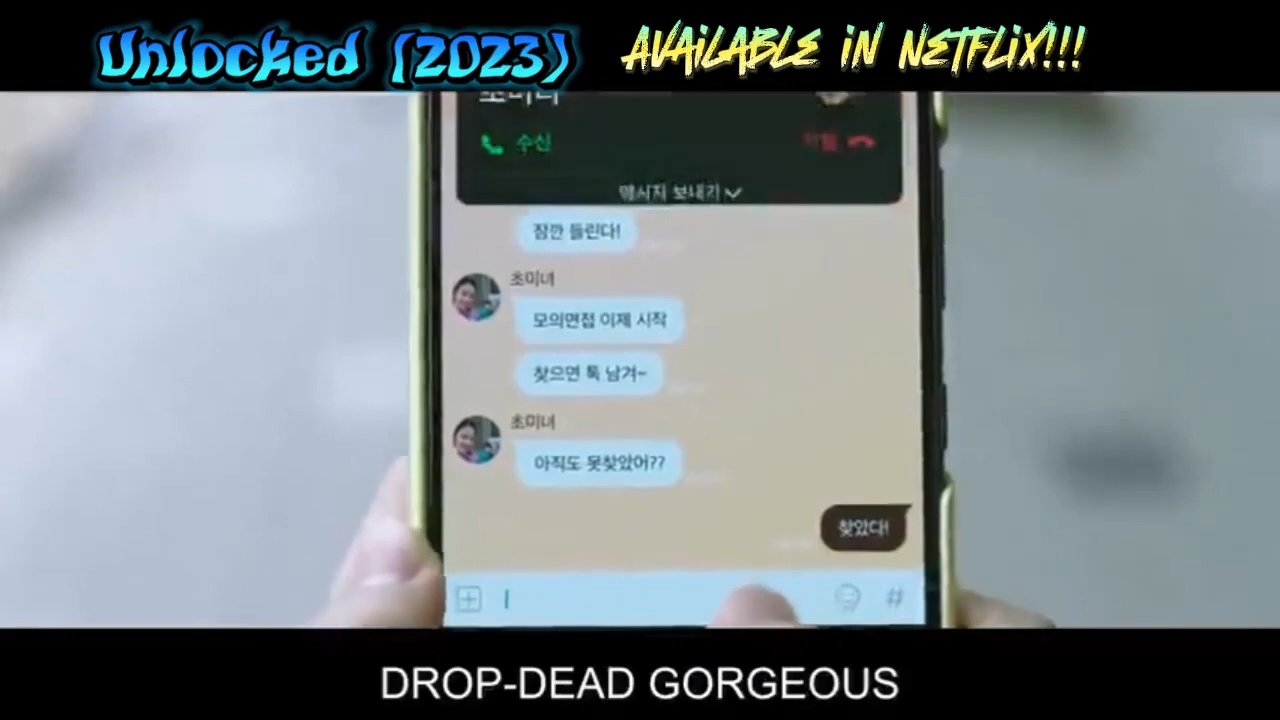 Unlocked (2023)
AVAILABLE IN NETFLIX!!!
수신
거절
메시지 보내기
잠깐 들린다!
초미녀
모의면접 이제 시작
찾으면 톡 남겨~
초미녀
아직도 못찾았어??
찾았다!
#
DROP-DEAD GORGEOUS